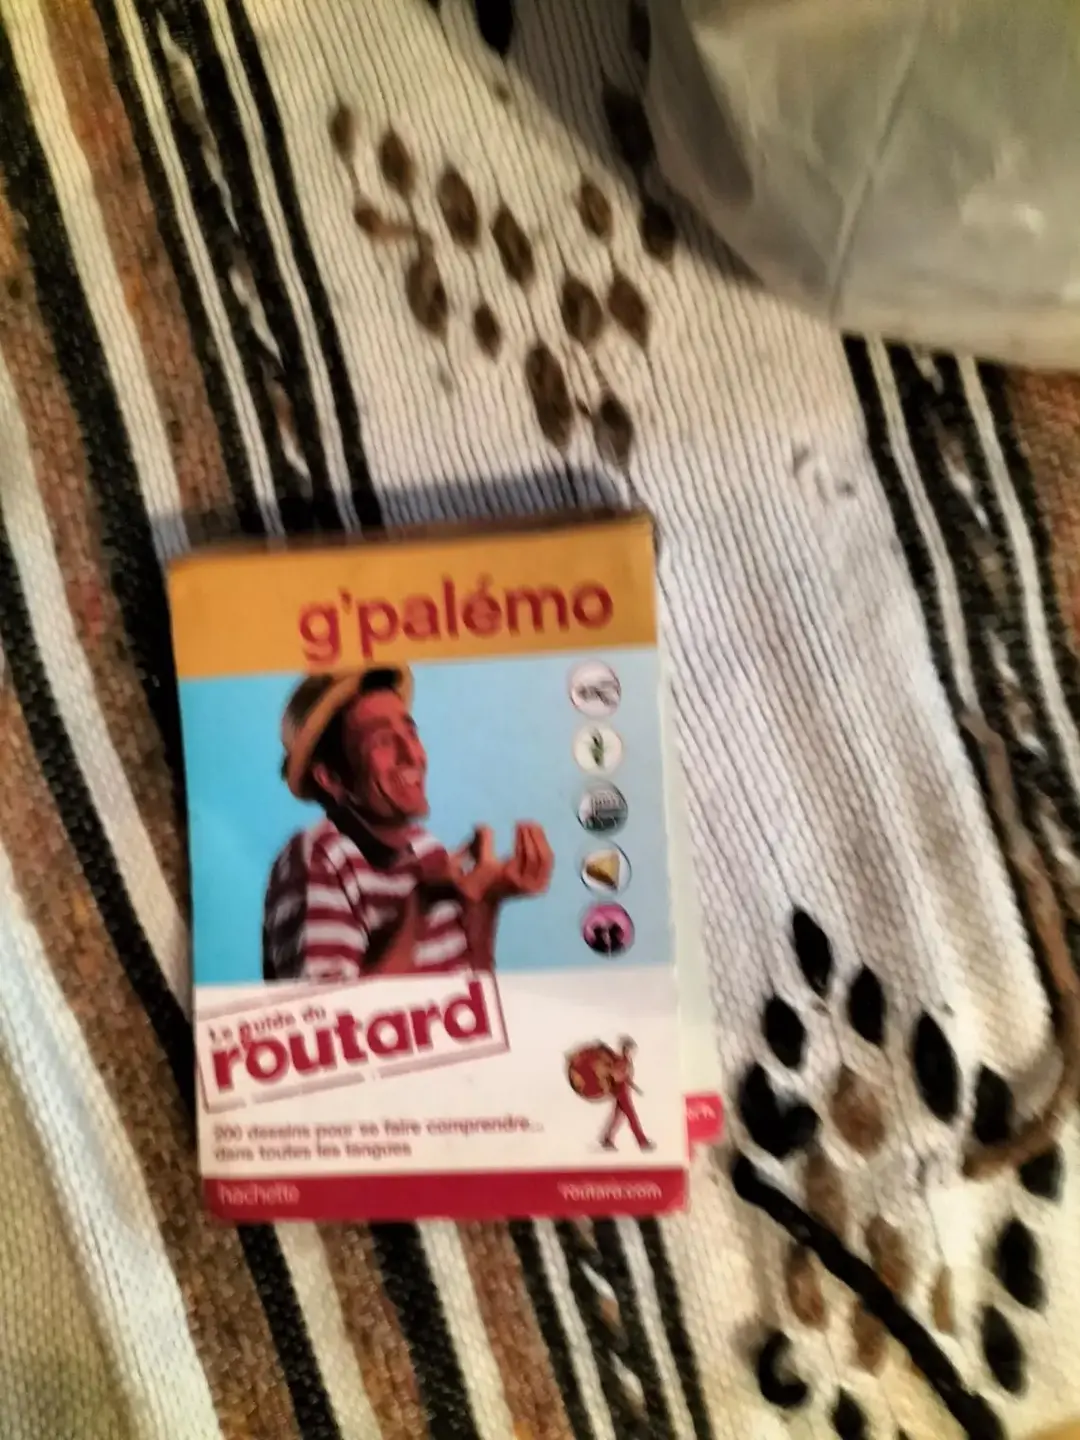 g'palémo
Le guide du
routard
200 dessins pour se faire comprendre...
dans toutes les langues
hachette
routard.com